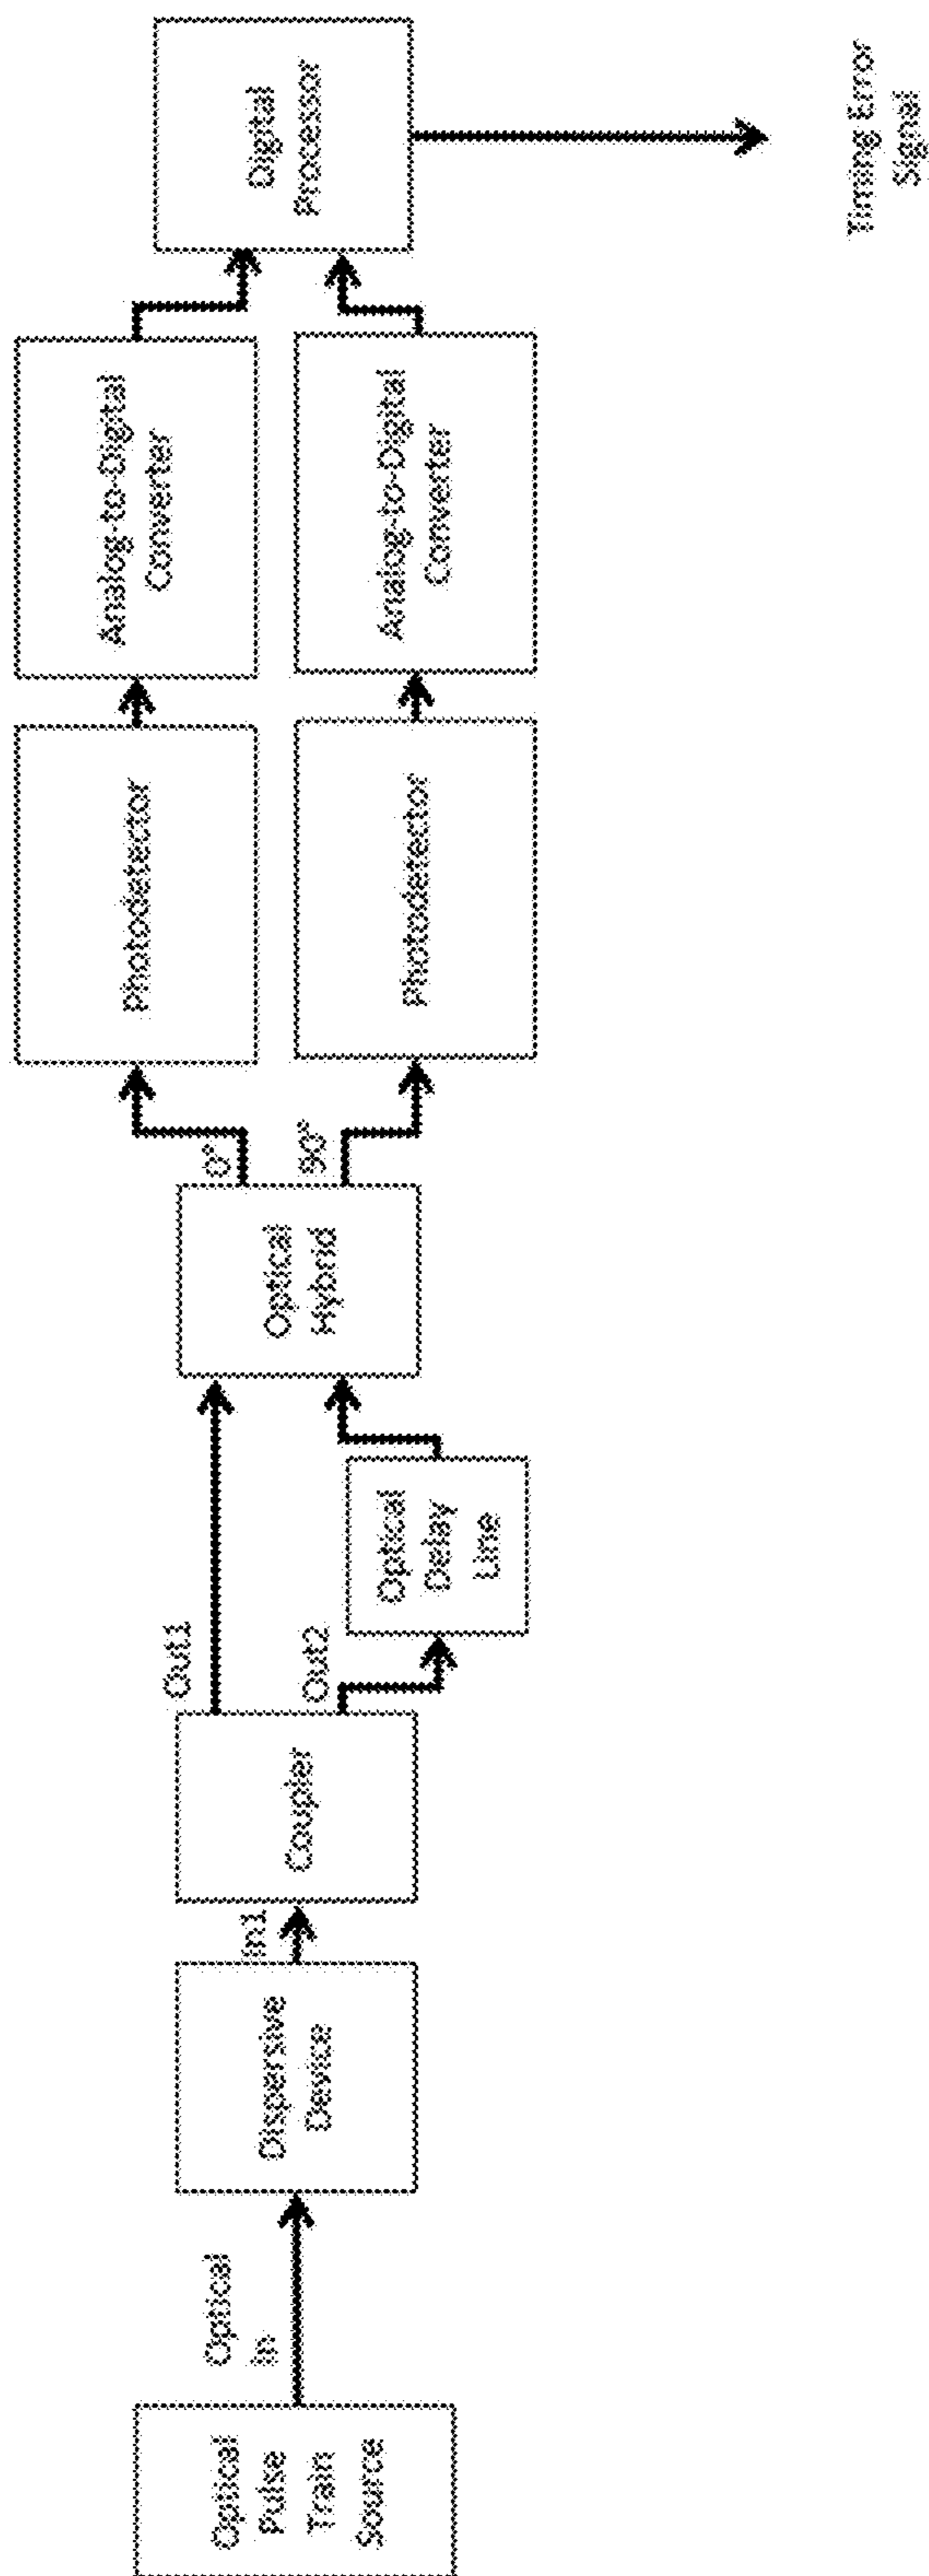 Optical
Pulse
Train
Source
Optical
In
Dispersive
Device
In1
Coupler
Out1
Out2
Optical
Delay
Line
Optical
Hybrid
0°
90°
Photodetector
Photodetector
Analog-to-Digital
Converter
Analog-to-Digital
Converter
Digital
Processor
Timing Error
Signal